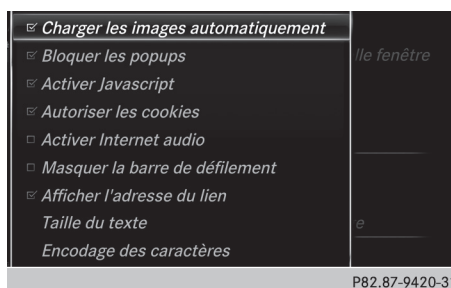 Charger les images automatiquement
Bloquer les popups
lle fenêtre
Activer Javascript
Autoriser les cookies
Activer Internet audio
Masquer la barre de défilement
Afficher l'adresse du lien
Taille du texte
e
Encodage des caractères
P82.87-9420-3